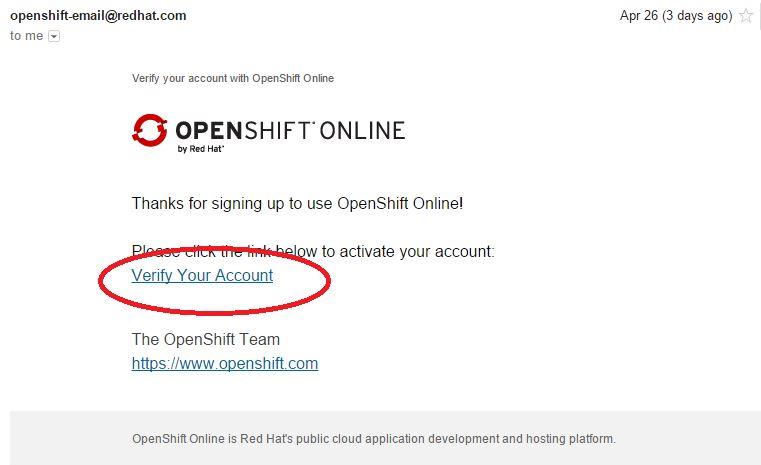 openshift-email@redhat.com Apr 26 (3 days ago)
to me
Verify your account with OpenShift Online
OPENSHIFT ONLINE
by Red Hat
Thanks for signing up to use OpenShift Online!
Please click the link below to activate your account:
Verify Your Account
The OpenShift Team
https://www.openshift.com
OpenShift Online is Red Hat's public cloud application development and hosting platform.